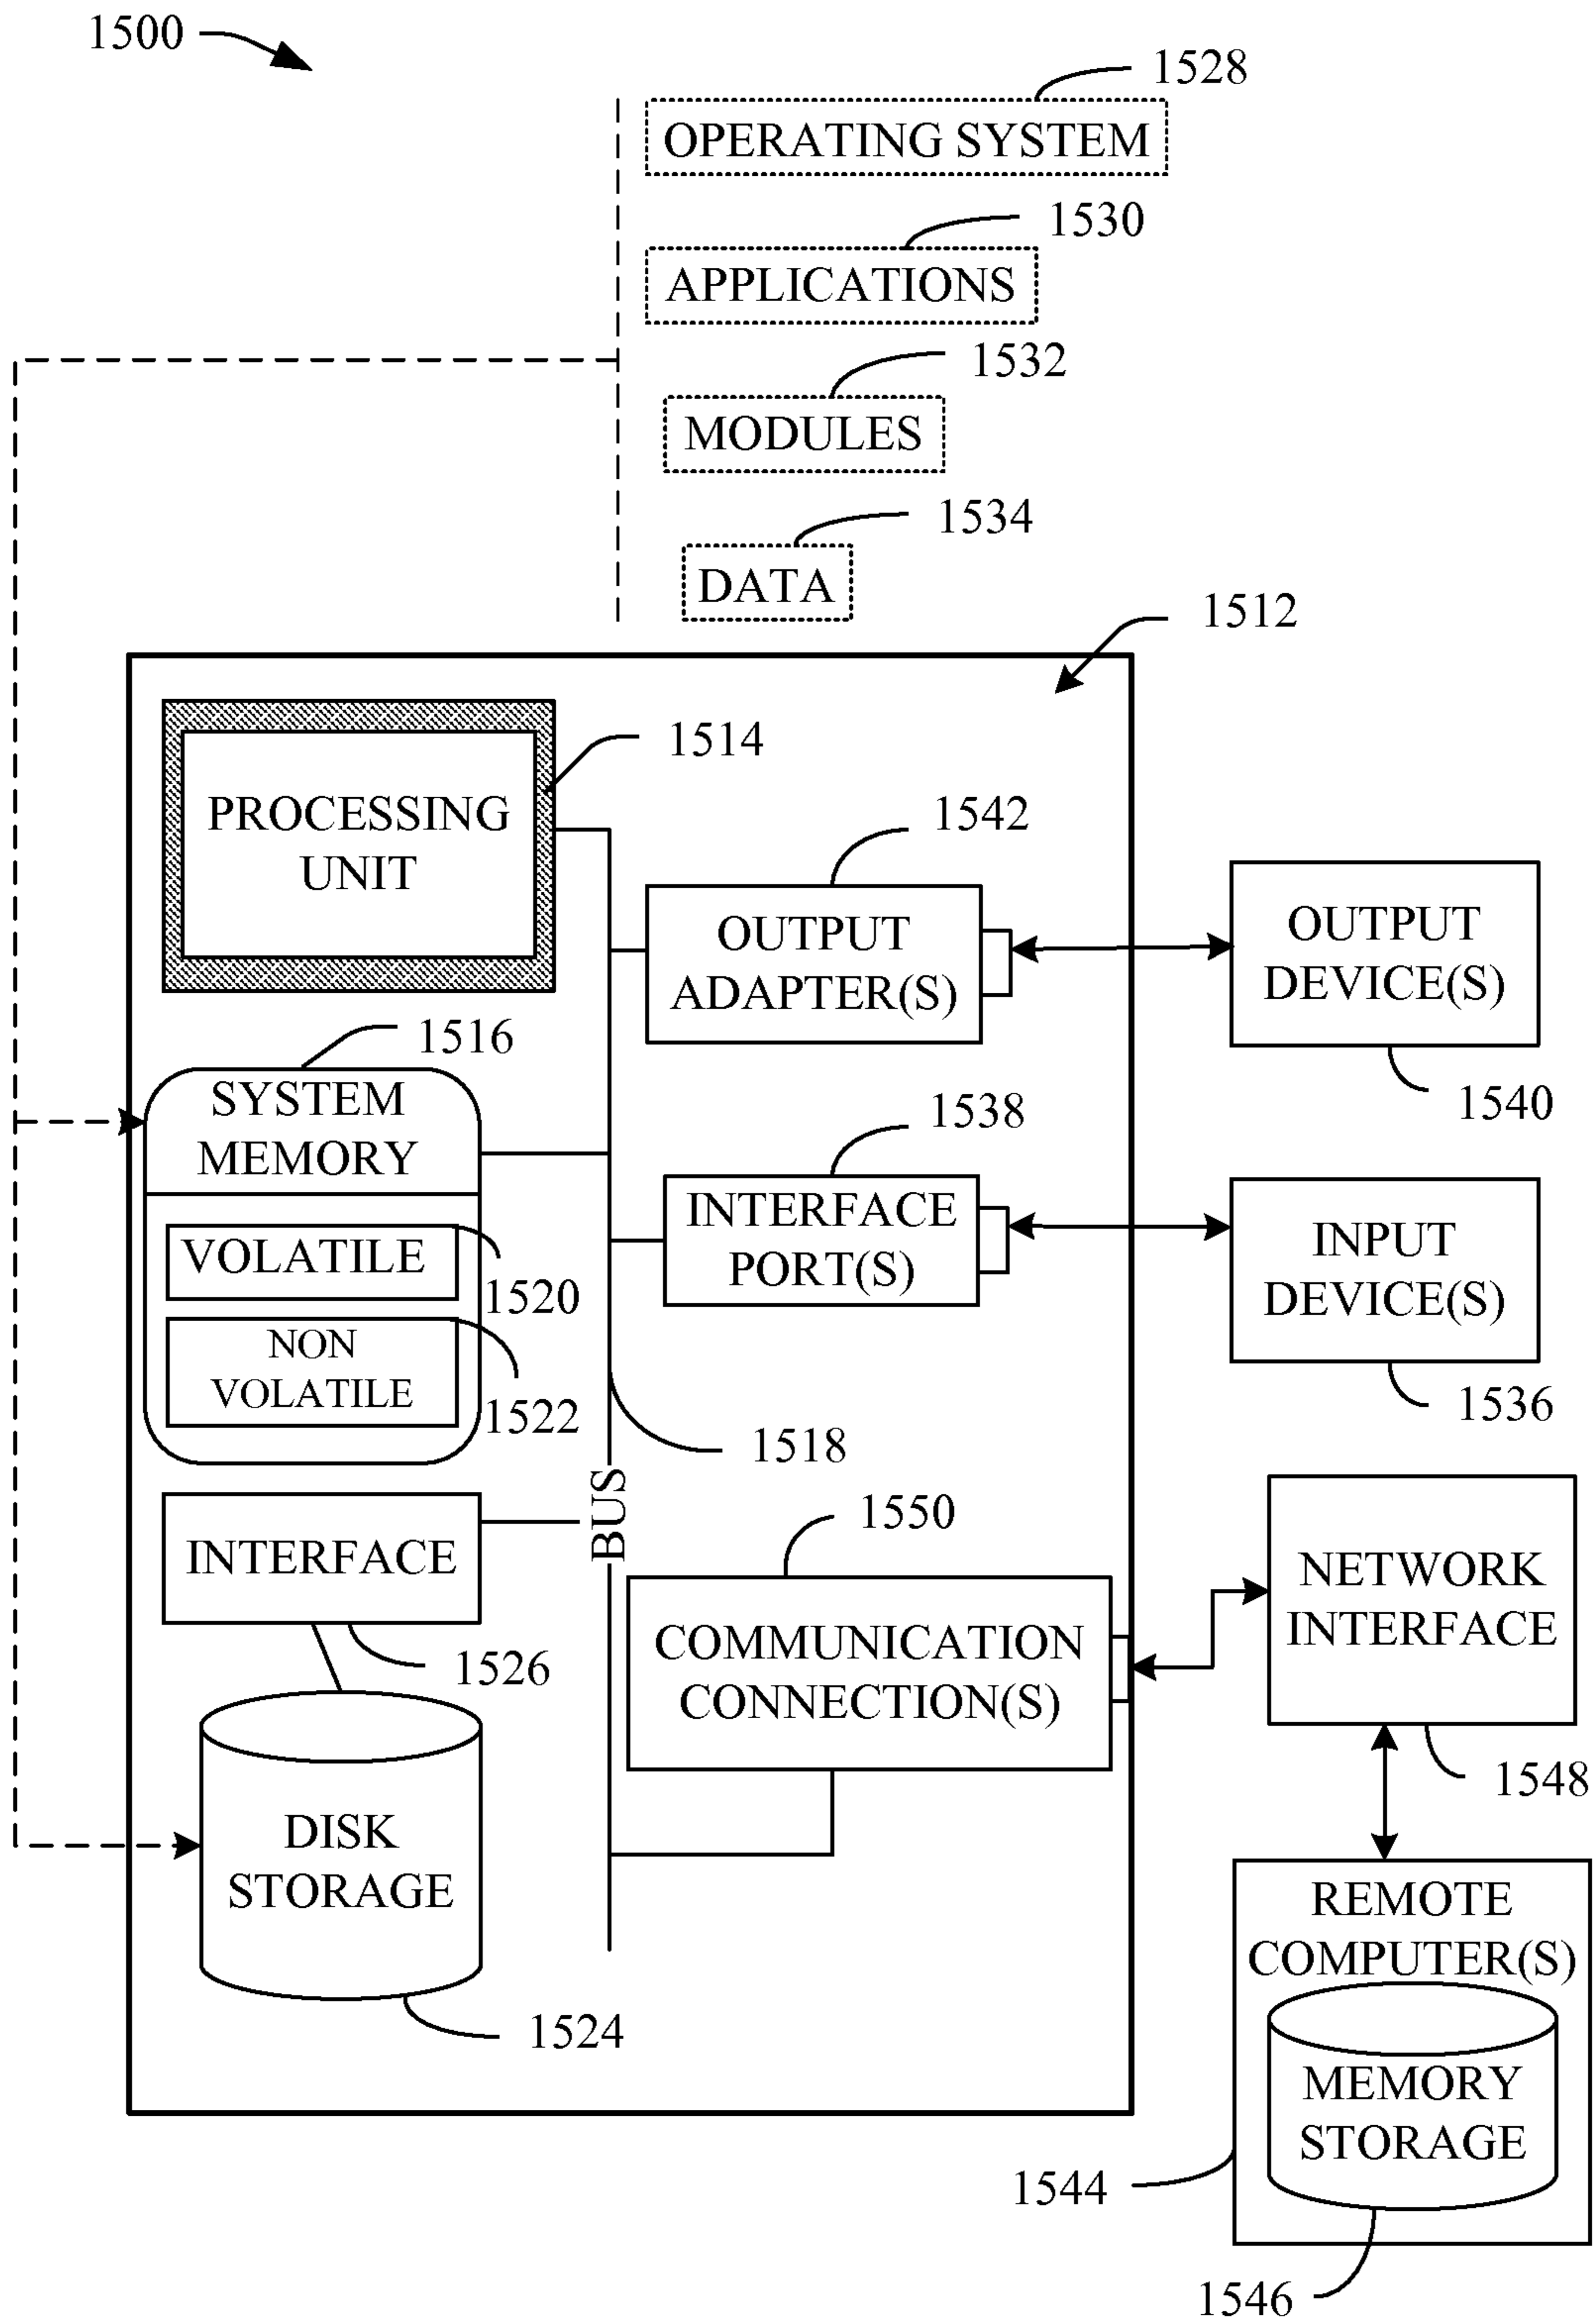 1500
1528
OPERATING SYSTEM
1530
APPLICATIONS
1532
MODULES
1534
DATA
1512
1514
PROCESSING
UNIT
1542
OUTPUT
ADAPTER(S)
OUTPUT
DEVICE(S)
1540
1516
SYSTEM
MEMORY
VOLATILE
1520
NON
VOLATILE
1522
1538
INTERFACE
PORT(S)
INPUT
DEVICE(S)
1536
1518
BUS
INTERFACE
1526
1550
COMMUNICATION
CONNECTION(S)
NETWORK
INTERFACE
1548
DISK
STORAGE
1524
REMOTE
COMPUTER(S)
MEMORY
STORAGE
1544
1546